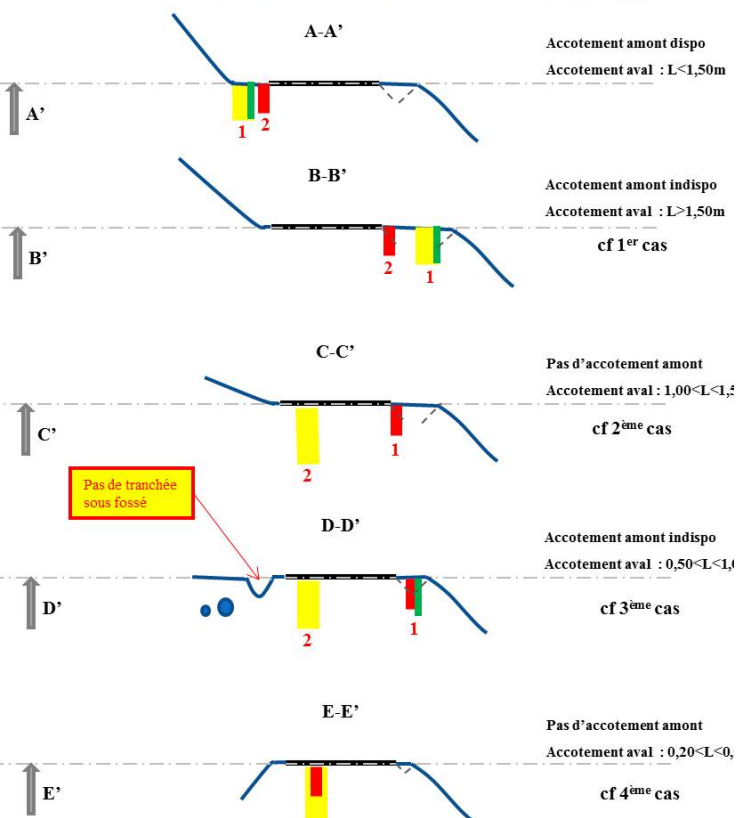 A-A’
Accotement amont dispo
Accotement aval : L<1,50m
A’
1
2
B-B’
Accotement amont indispo
Accotement aval : L>1,50m
cf 1er cas
B’
2
1
C-C’
Pas d’accotement amont
Accotement aval : 1,00<L<1,5
cf 2ème cas
C’
2
1
Pas de tranchée
sous fossé
D-D’
Accotement amont indispo
Accotement aval : 0,50<L<1,0
cf 3ème cas
D’
2
1
E-E’
Pas d’accotement amont
Accotement aval : 0,20<L<0,
cf 4ème cas
E’